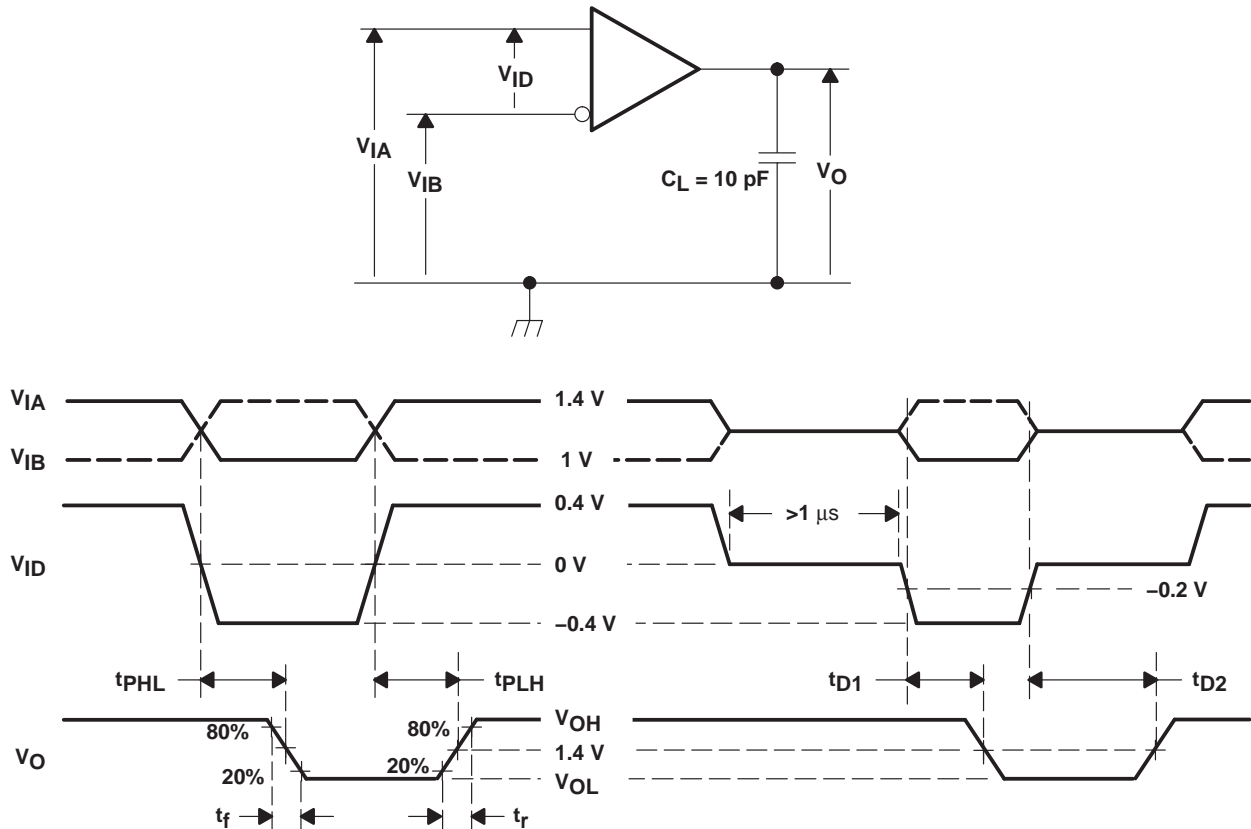 VID
VIA
VIB
CL = 10 pF
VO
VIA
1.4 V
VIB
1 V
0.4 V
>1 μs
VID
0 V
–0.2 V
–0.4 V
tPHL
tPLH
tD1
tD2
VOH
80%
80%
1.4 V
VO
20%
20%
VOL
tf
tr